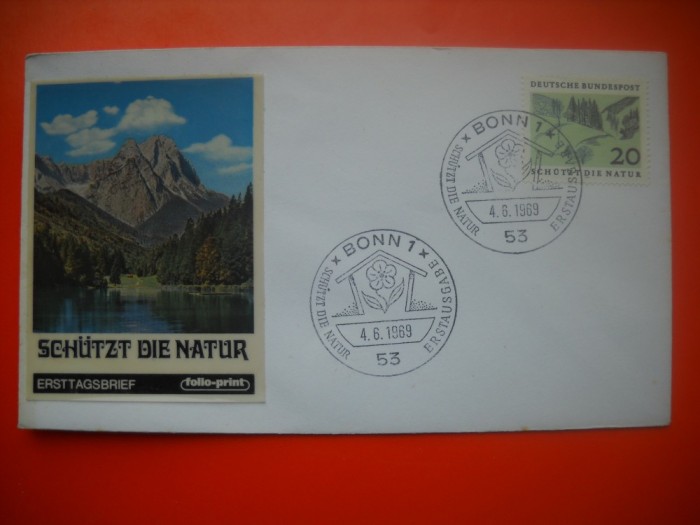 DEUTSCHE BUNDESPOST
20
SCHÜTZT DIE NATUR
BONN 1
SCHÜTZT DIE NATUR
ERSTAUSGABE
4.6.1969
53
BONN 1
SCHÜTZT DIE NATUR
ERSTAUSGABE
4.6.1969
53
SCHÜTZT DIE NATUR
ERSTTAGSBRIEF
folio-print